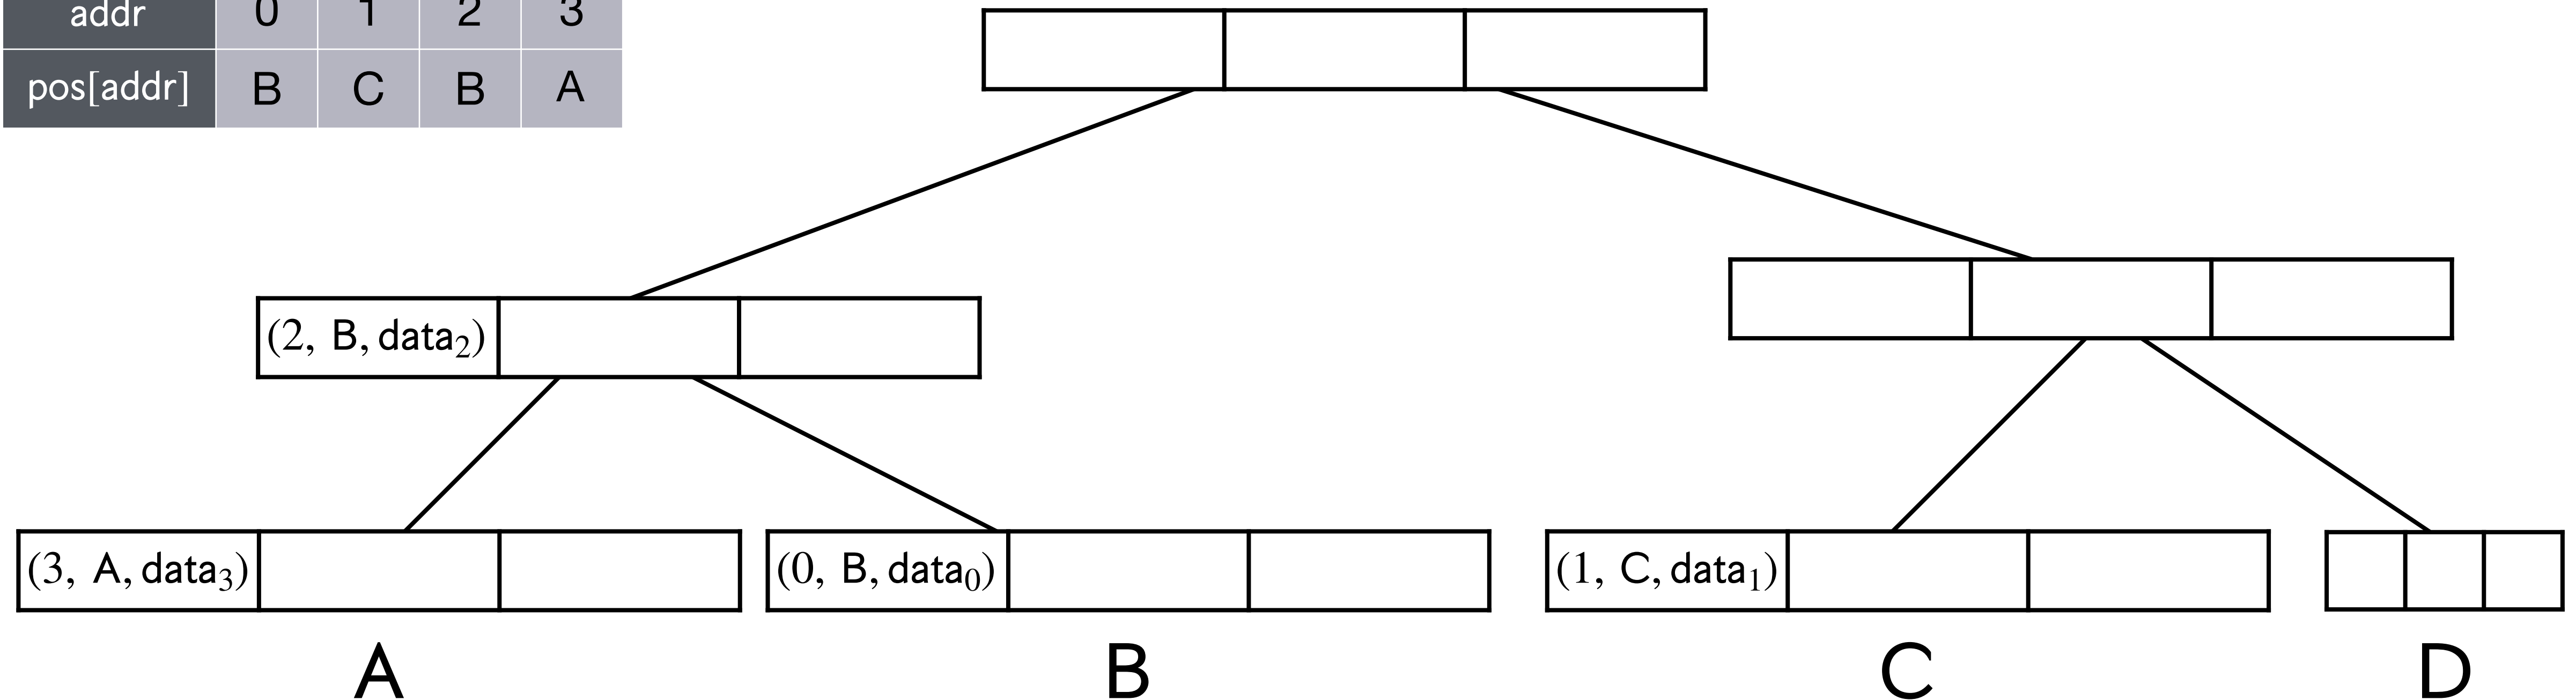 addr 0 1 2 3
pos[addr] B C B A
(2, B, data₂)
(3, A, data₃) (0, B, data₀) (1, C, data₁)
A B C D